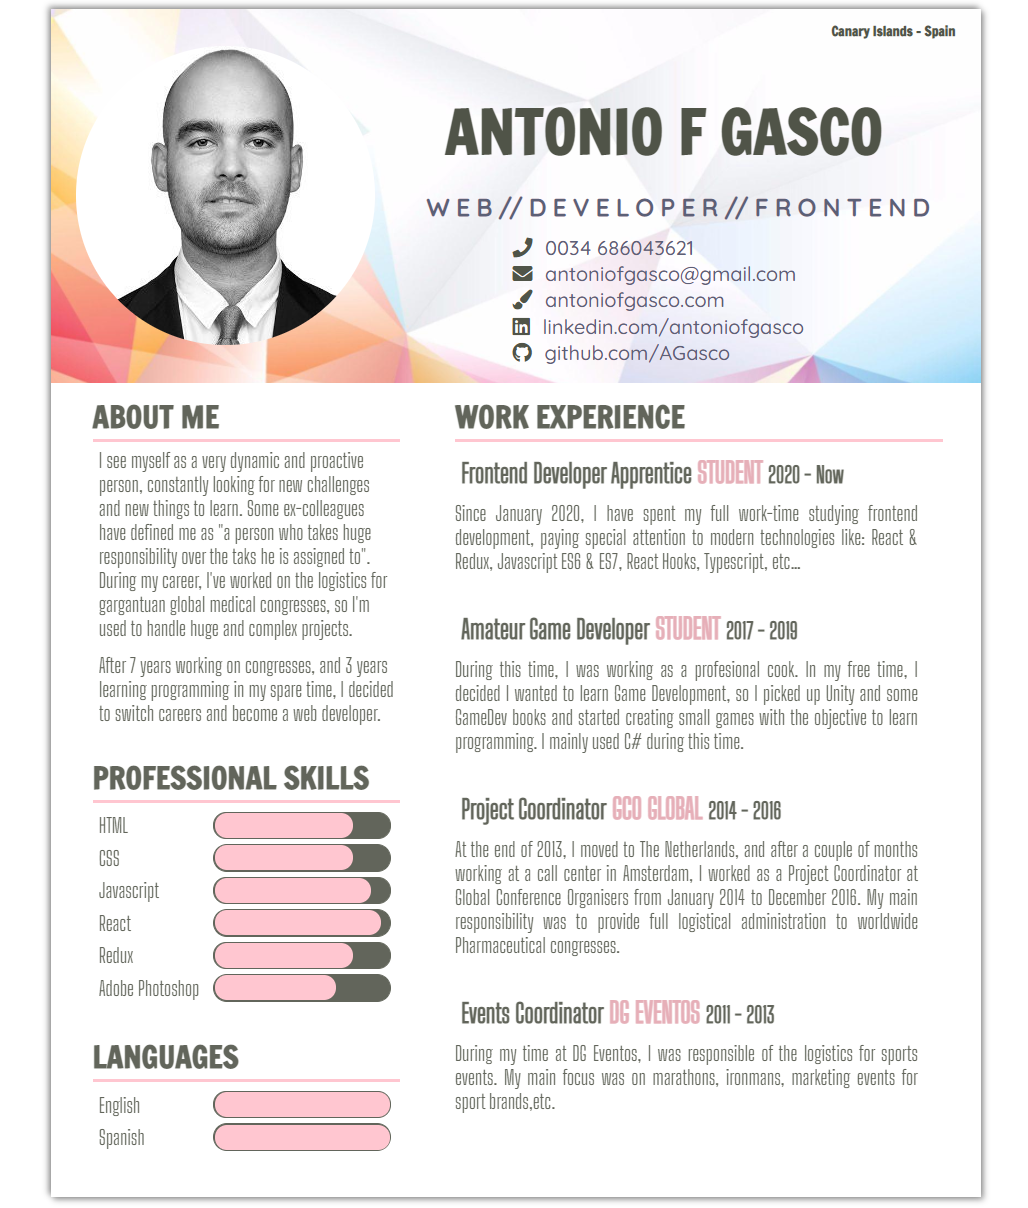 Canary Islands - Spain
ANTONIO F GASCO
WEB//DEVELOPER//FRONTEND
0034 686043621
antoniofgasco@gmail.com
antoniofgasco.com
linkedin.com/antoniofgasco
github.com/AGasco
ABOUT ME
I see myself as a very dynamic and proactive
person, constantly looking for new challenges
and new things to learn. Some ex-colleagues
have defined me as "a person who takes huge
responsibility over the taks he is assigned to".
During my career, I've worked on the logistics for
gargantuan global medical congresses, so I'm
used to handle huge and complex projects.
After 7 years working on congresses, and 3 years
learning programming in my spare time, I decided
to switch careers and become a web developer.
PROFESSIONAL SKILLS
HTML
CSS
Javascript
React
Redux
Adobe Photoshop
LANGUAGES
English
Spanish
WORK EXPERIENCE
Frontend Developer Apprentice STUDENT 2020 - Now
Since January 2020, I have spent my full work-time studying frontend
development, paying special attention to modern technologies like: React &
Redux, Javascript ES6 & ES7, React Hooks, Typescript, etc...
Amateur Game Developer STUDENT 2017 - 2019
During this time, I was working as a profesional cook. In my free time, I
decided I wanted to learn Game Development, so I picked up Unity and some
GameDev books and started creating small games with the objective to learn
programming. I mainly used C# during this time.
Project Coordinator GCO GLOBAL 2014 - 2016
At the end of 2013, I moved to The Netherlands, and after a couple of months
working at a call center in Amsterdam, I worked as a Project Coordinator at
Global Conference Organisers from January 2014 to December 2016. My main
responsibility was to provide full logistical administration to worldwide
Pharmaceutical congresses.
Events Coordinator DG EVENTOS 2011 - 2013
During my time at DG Eventos, I was responsible of the logistics for sports
events. My main focus was on marathons, ironmans, marketing events for
sport brands,etc.